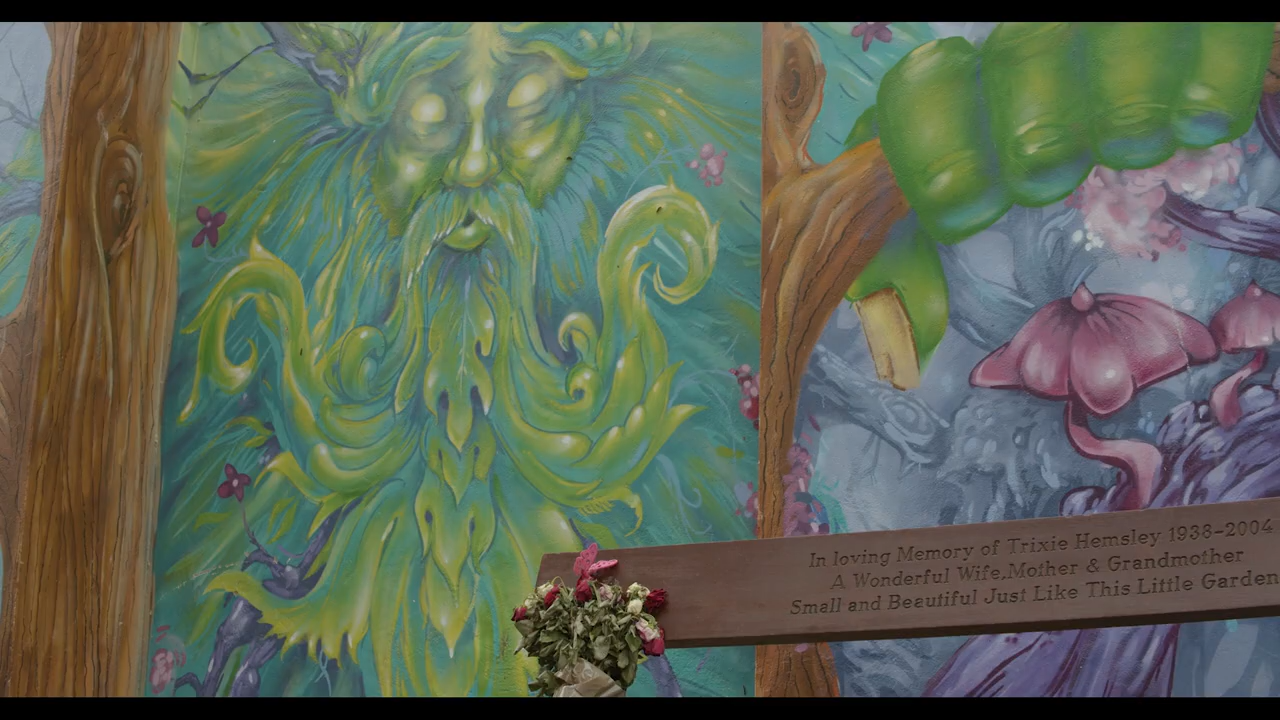 In loving Memory of Trixie Hemsley 1938-2004
A Wonderful Wife,Mother & Grandmother
Small and Beautiful Just Like This Little Garden